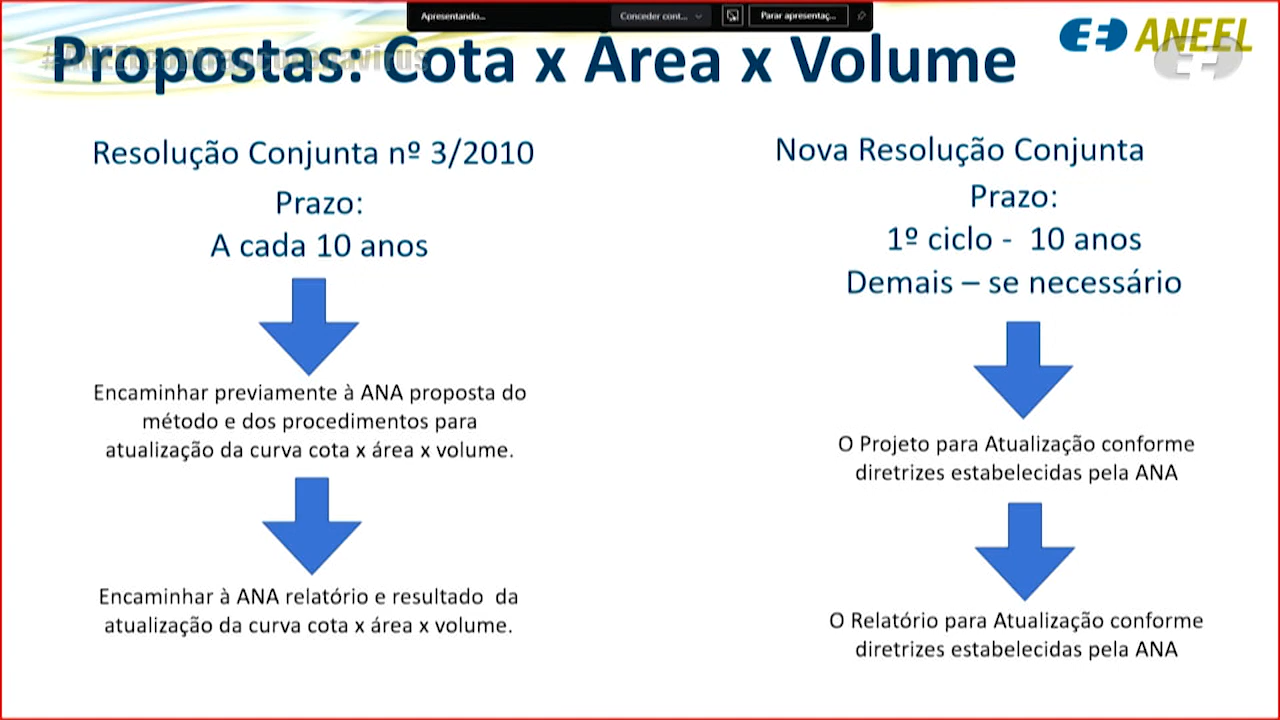 Apresentando...
Conceder cont...
Parar apresentaç...
ANEEL
#ANEELcontraocoronavirus
Propostas: Cota x Área x Volume
Resolução Conjunta nº 3/2010
Prazo:
A cada 10 anos
Encaminhar previamente à ANA proposta do
método e dos procedimentos para
atualização da curva cota x área x volume.
Encaminhar à ANA relatório e resultado da
atualização da curva cota x área x volume.
Nova Resolução Conjunta
Prazo:
1º ciclo - 10 anos
Demais – se necessário
O Projeto para Atualização conforme
diretrizes estabelecidas pela ANA
O Relatório para Atualização conforme
diretrizes estabelecidas pela ANA